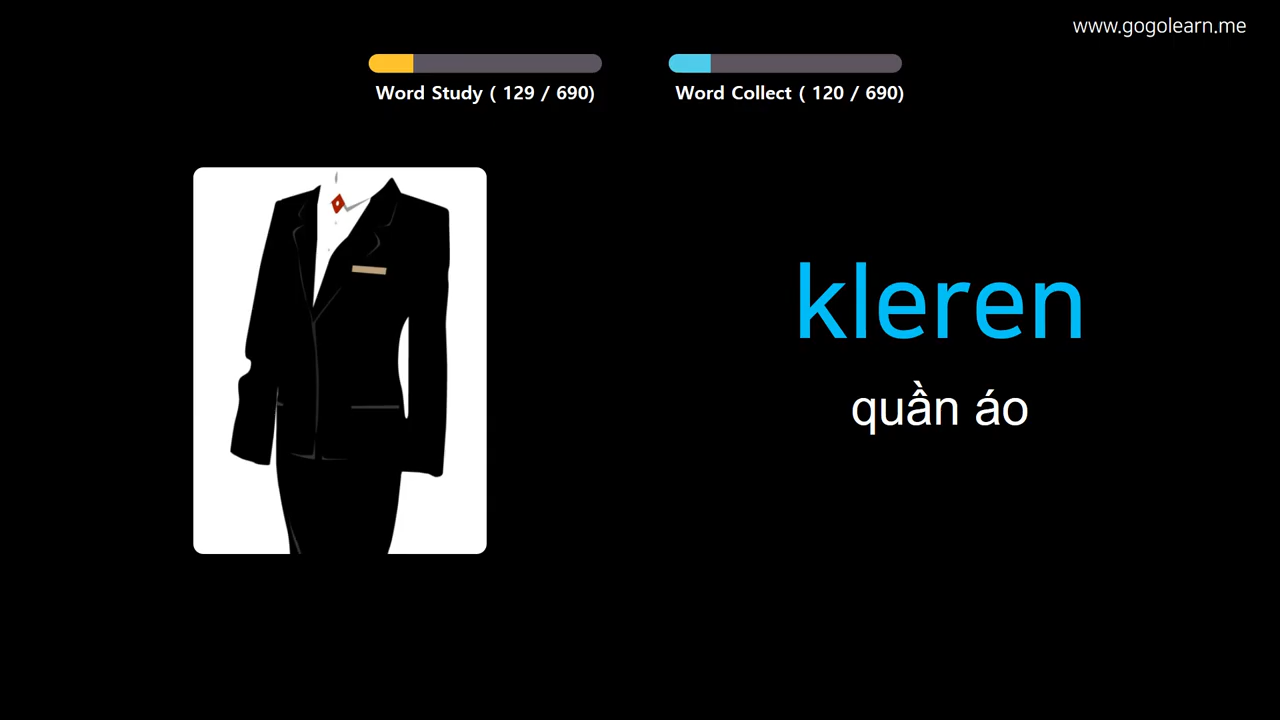 www.gogolearn.me
Word Study ( 129 / 690)
Word Collect ( 120 / 690)
kleren
quần áo